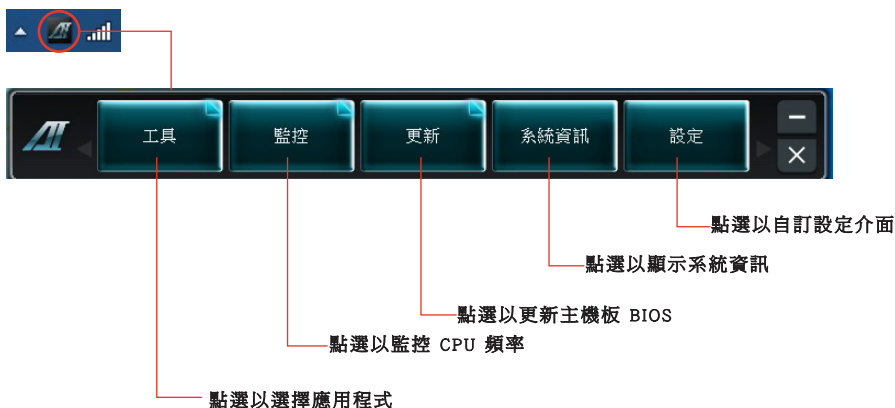 工具 監控 更新 系統資訊 設定
點選以自訂設定介面
點選以顯示系統資訊
點選以更新主機板 BIOS
點選以監控 CPU 頻率
點選以選擇應用程式